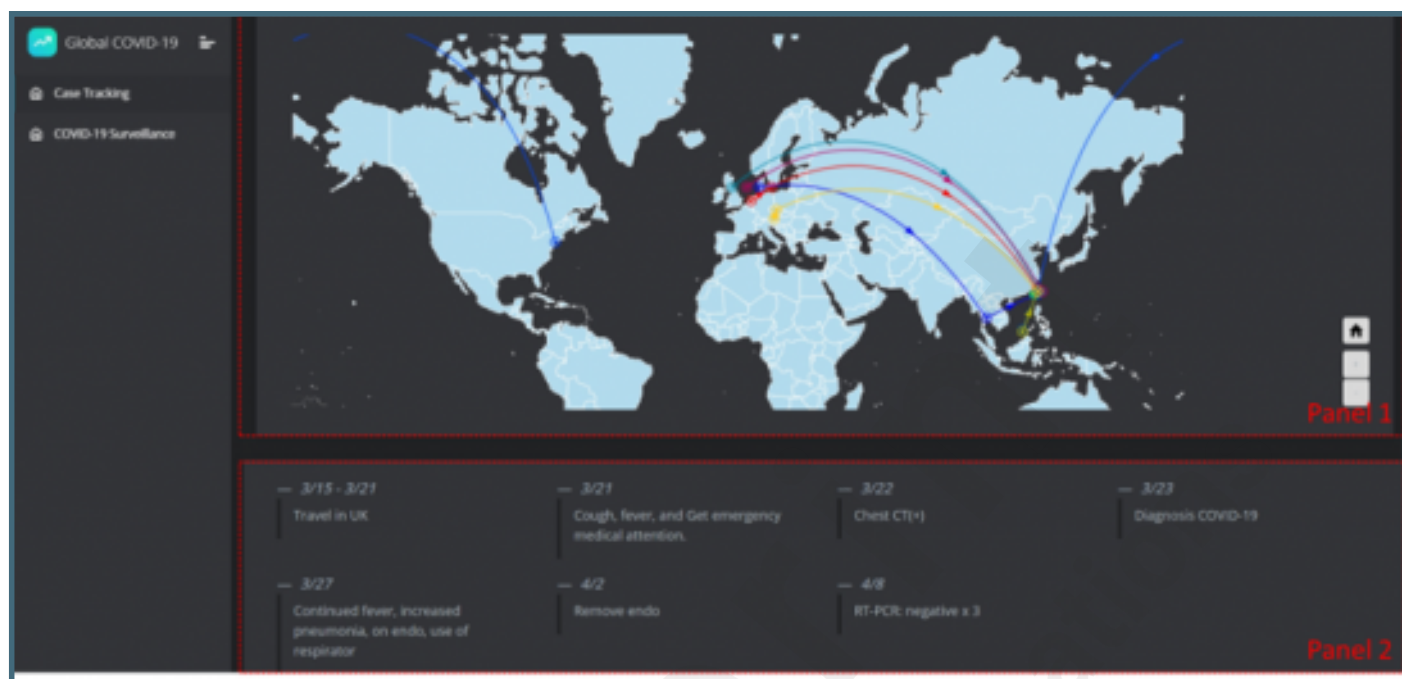 Global COVID-19
Case Tracking
COVID-19 Surveillance
Panel 1
— 3/15 - 3/21
Travel in UK
— 3/21
Cough, fever, and Get emergency
medical attention.
— 3/22
Chest CT(+)
— 3/23
Diagnosis COVID-19
— 3/27
Continued fever, increased
pneumonia, on endo, use of
respirator
— 4/2
Remove endo
— 4/8
RT-PCR: negative x 3
Panel 2